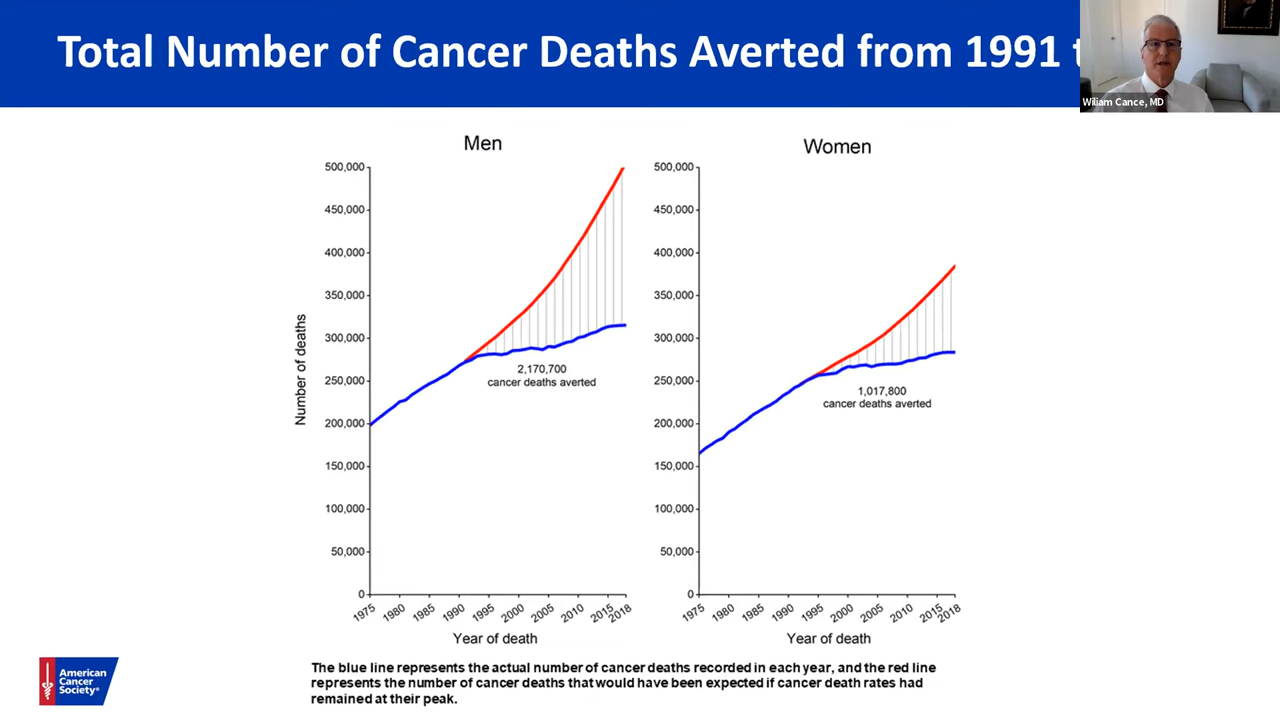 Total Number of Cancer Deaths Averted from 1991
Wiliam Cance, MD
Men
Women
500,000
450,000
400,000
350,000
300,000
250,000
200,000
150,000
100,000
50,000
0
Number of deaths
2,170,700
cancer deaths averted
1975 1980 1985 1990 1995 2000 2005 2010 2015 2018
Year of death
500,000
450,000
400,000
350,000
300,000
250,000
200,000
150,000
100,000
50,000
0
1,017,800
cancer deaths averted
1975 1980 1985 1990 1995 2000 2005 2010 2015 2018
Year of death
American
Cancer
Society®
The blue line represents the actual number of cancer deaths recorded in each year, and the red line
represents the number of cancer deaths that would have been expected if cancer death rates had
remained at their peak.